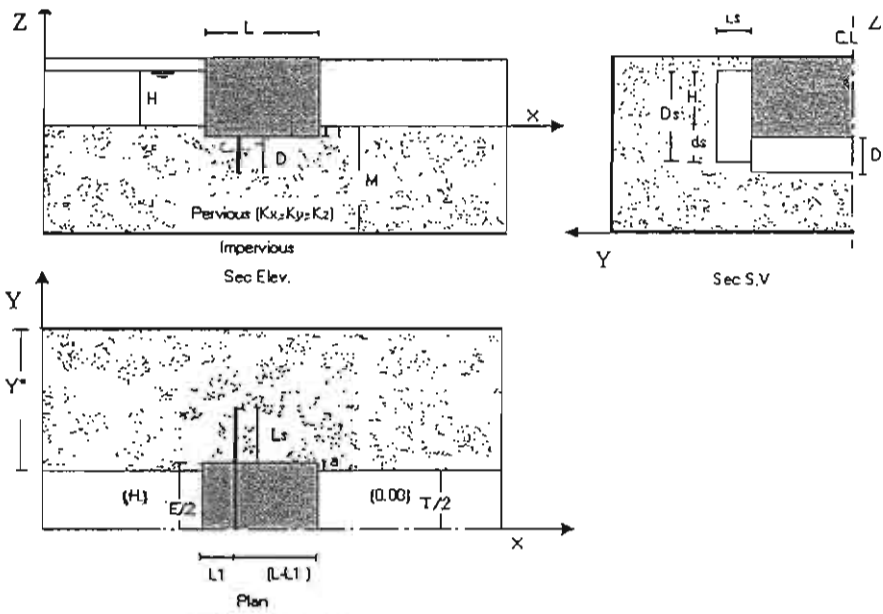 Z
L
H
X
D
M
Pervious (Kx=Ky=Kz)
Impervious
Sec Elev.
Ls
C.L
Z
H
Ds
ds
D
Y
Sec S.V
Y
Y*
Ls
a
(H)
E/2
(0.00)
T/2
X
L1
(L-L1)
Plan